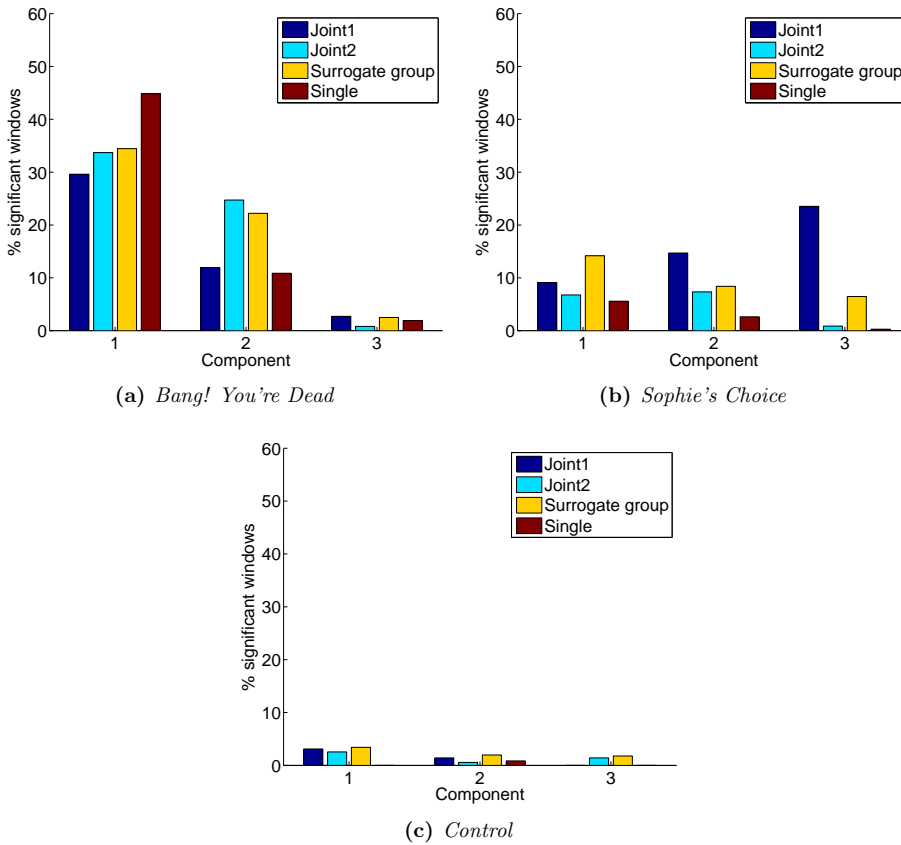 60
50
40
30
20
10
0
% significant windows
Joint1
Joint2
Surrogate group
Single
1 2 3
Component
(a) Bang! You're Dead
60
50
40
30
20
10
0
% significant windows
Joint1
Joint2
Surrogate group
Single
1 2 3
Component
(b) Sophie's Choice
60
50
40
30
20
10
0
% significant windows
Joint1
Joint2
Surrogate group
Single
1 2 3
Component
(c) Control